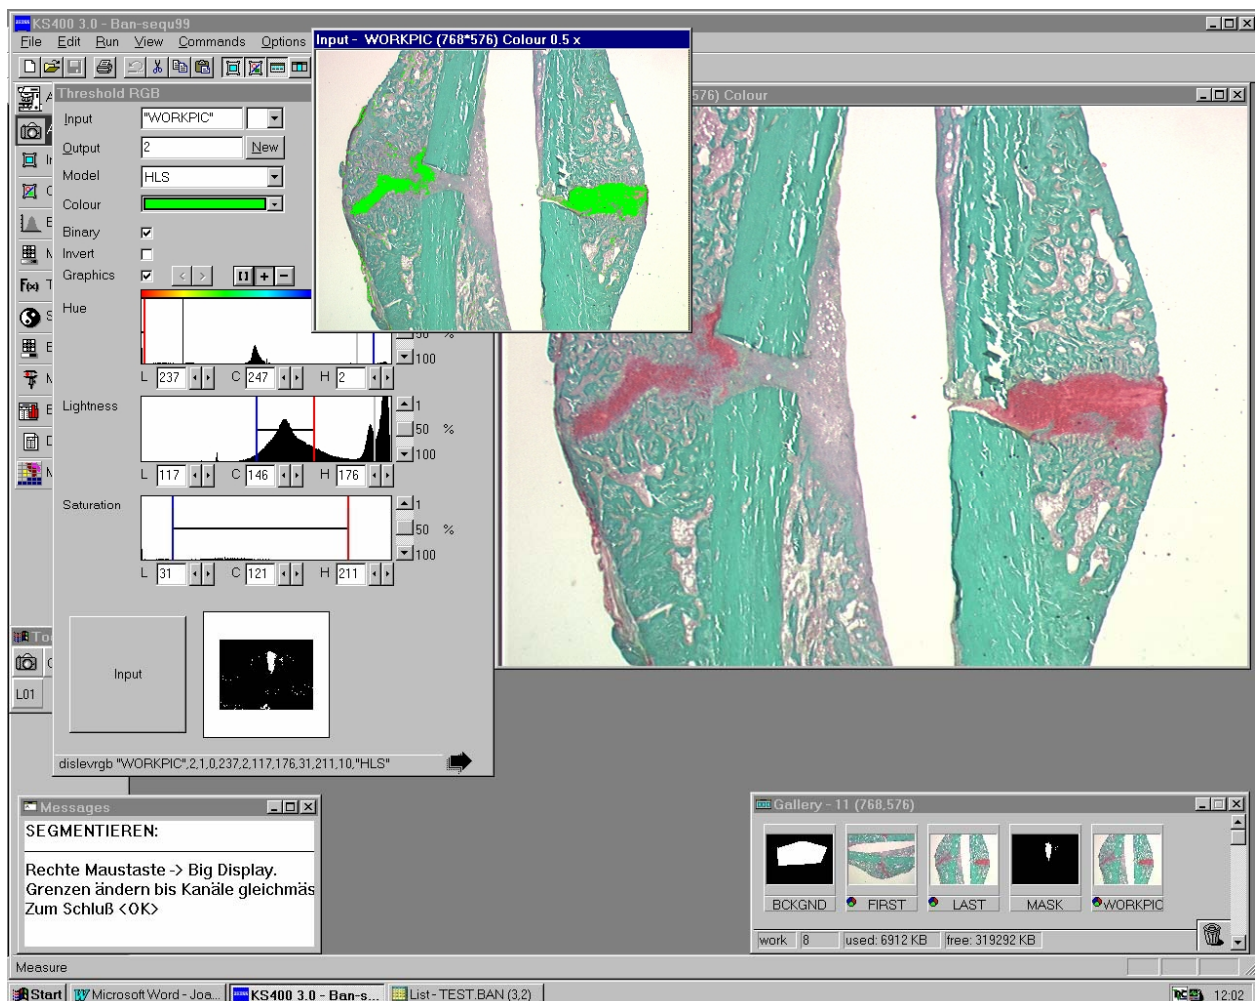 KS400 3.0 - Ban-sequ99
File Edit Run View Commands Options
Input - WORKPIC (768*576) Colour 0.5 x
576) Colour
Threshold RGB
Input "WORKPIC"
Output 2 New
Model HLS
Colour
Binary
Invert
Graphics < > [ ] + −
Hue
100 %
L 237 C 247 H 2
Lightness
1
50 %
100
L 117 C 146 H 176
Saturation
1
50 %
100
L 31 C 121 H 211
F(x)
L01
Input
dislevrgb "WORKPIC",2,1,0,237,2,117,176,31,211,10,"HLS"
Messages
SEGMENTIEREN:
Rechte Maustaste -> Big Display.
Grenzen ändern bis Kanäle gleichmäs
Zum Schluß <OK>
Gallery - 11 (768,576)
BCKGND FIRST LAST MASK WORKPIC
work 8 used: 6912 KB free: 319292 KB
Measure
Start Microsoft Word - Joa... KS400 3.0 - Ban-s... List - TEST.BAN (3,2) 12:02